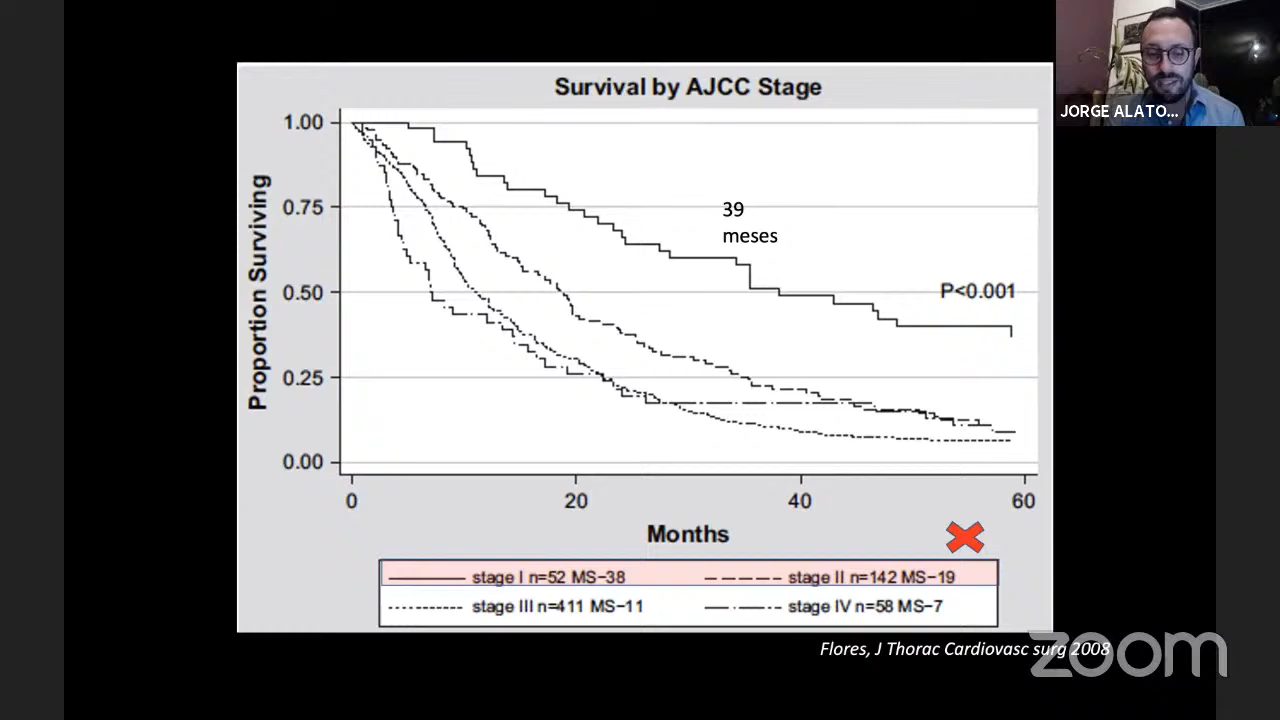 JORGE ALATO...
Survival by AJCC Stage
Proportion Surviving
1.00
0.75
0.50
0.25
0.00
39
meses
P<0.001
0
20
40
60
Months
stage I n=52 MS−38
stage II n=142 MS−19
stage III n=411 MS−11
stage IV n=58 MS−7
Flores, J Thorac Cardiovasc surg 2008
zoom